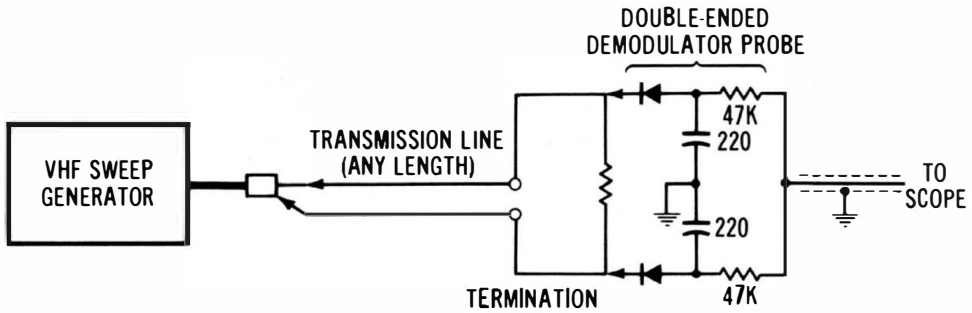 DOUBLE-ENDED
DEMODULATOR PROBE
VHF SWEEP
GENERATOR
TRANSMISSION LINE
(ANY LENGTH)
47K
220
TO
SCOPE
220
47K
TERMINATION